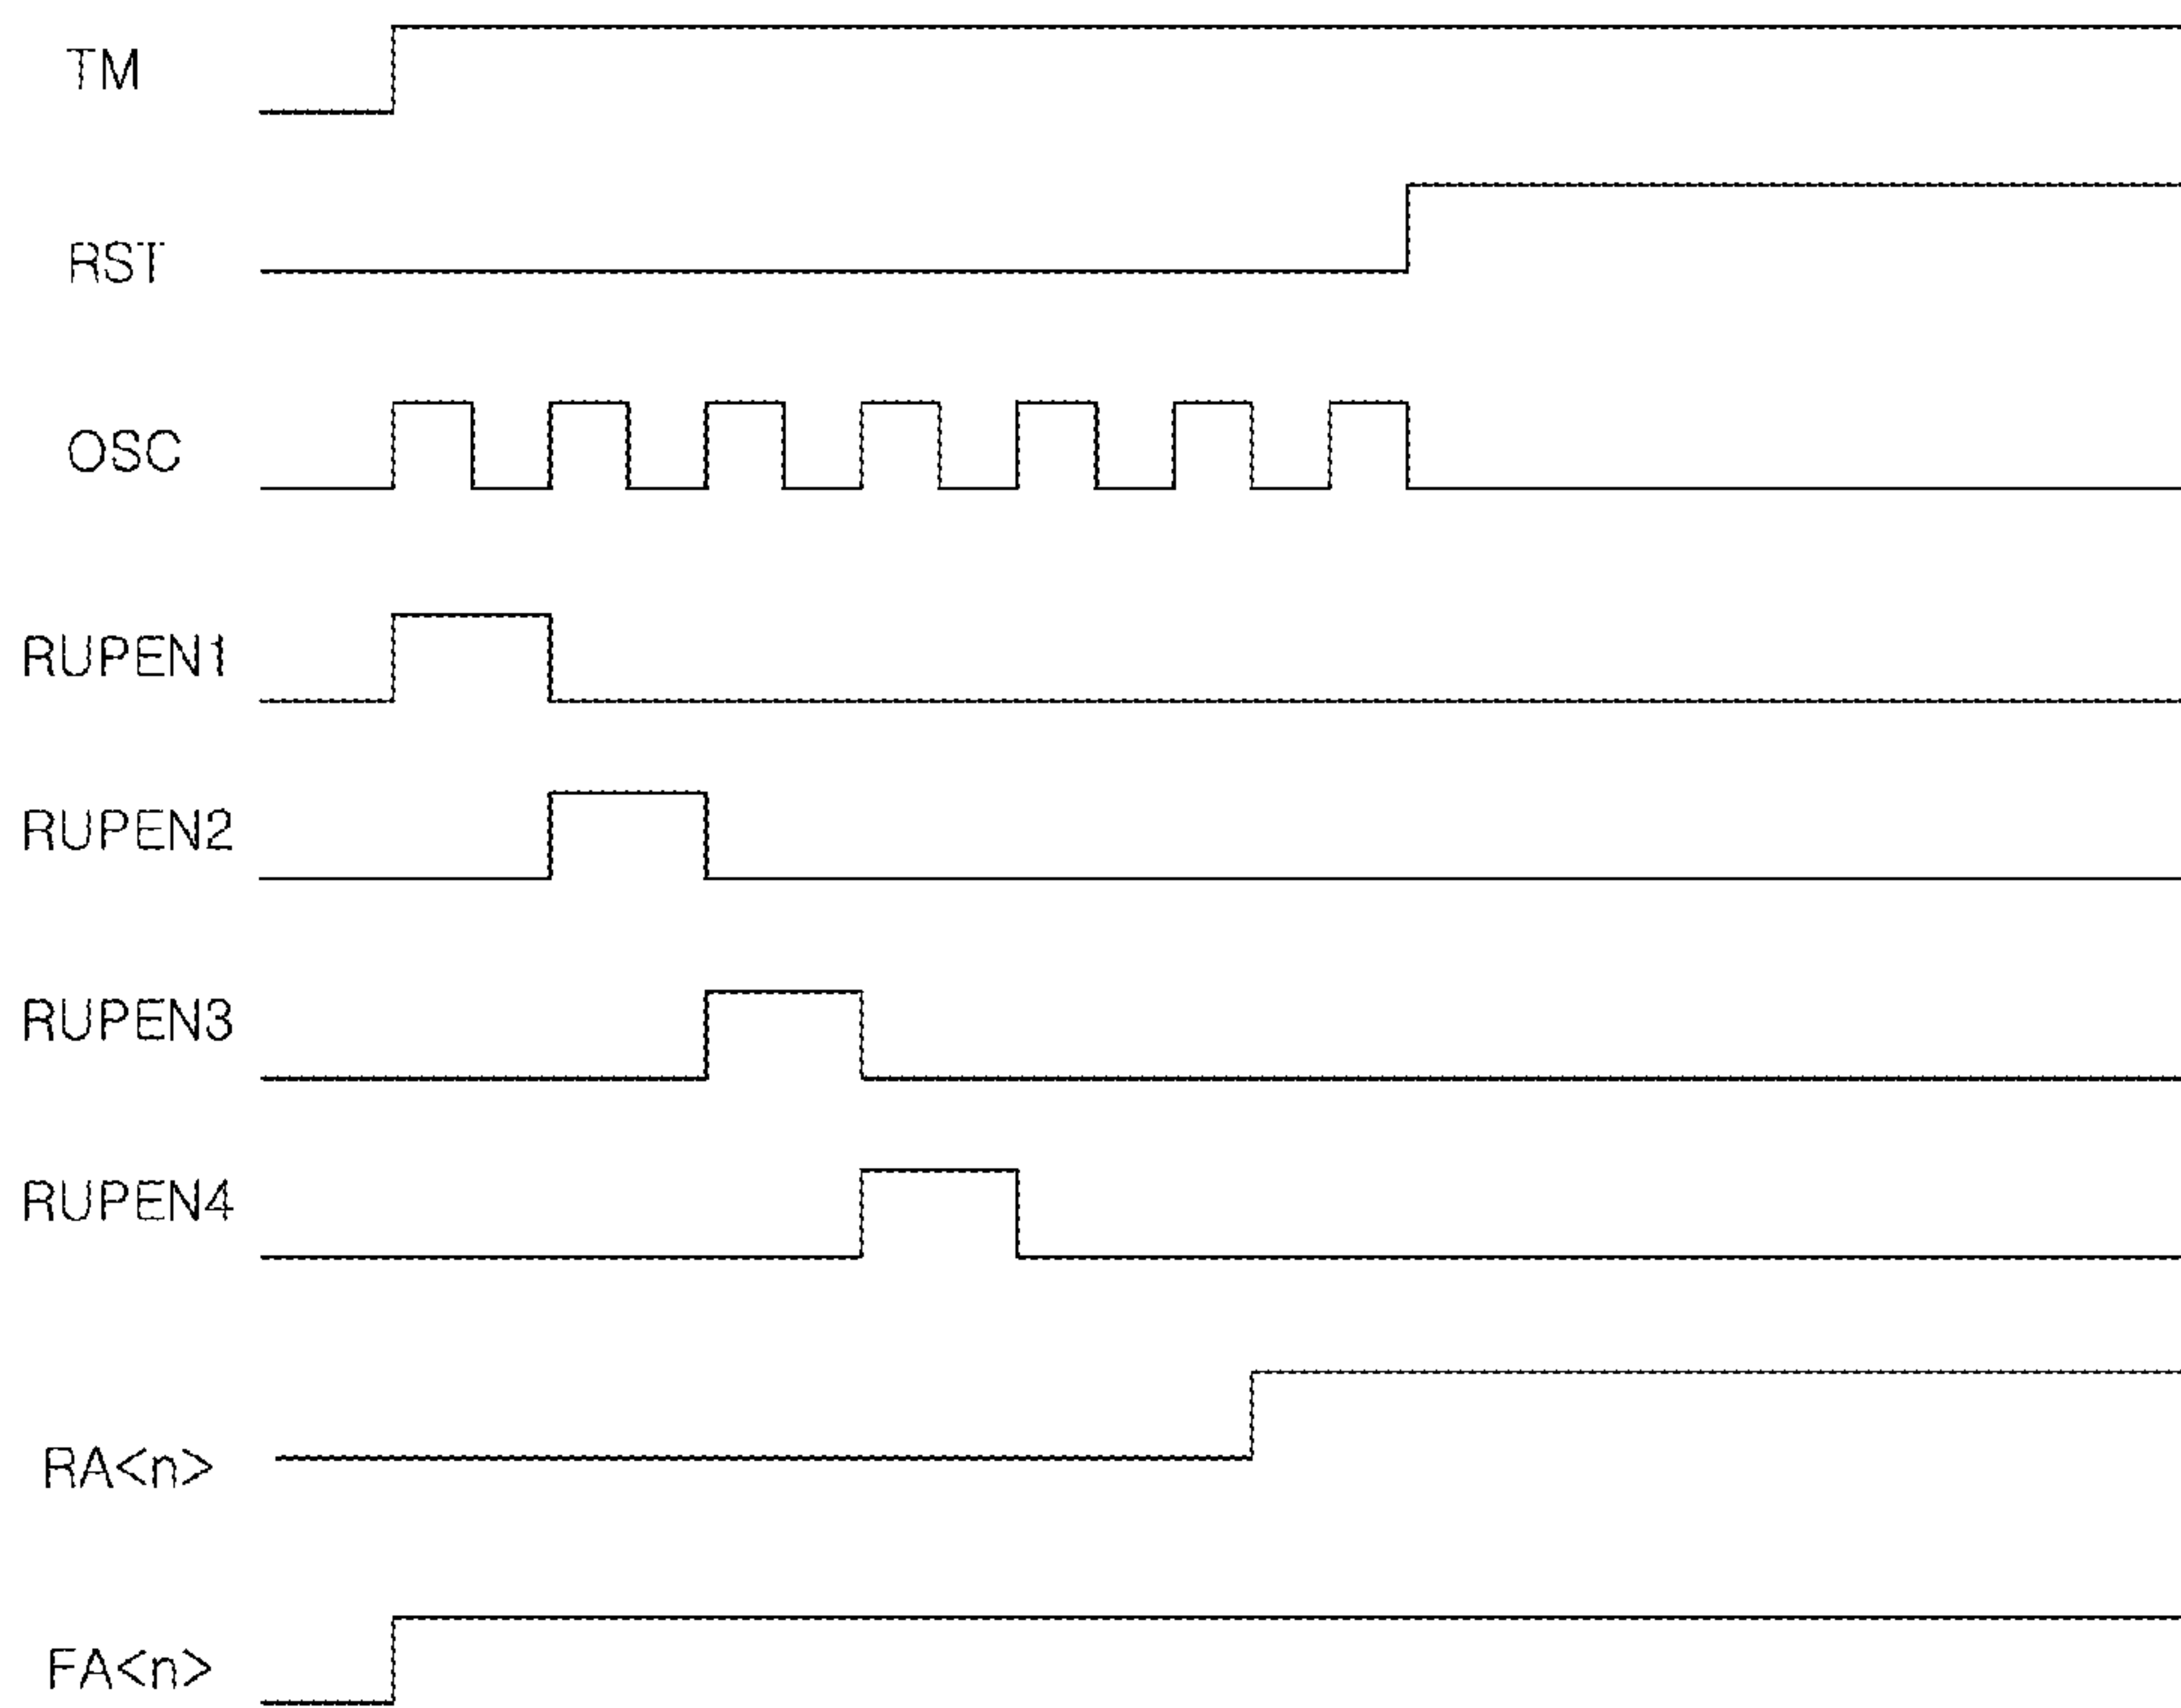 TM
RST
OSC
RUPEN1
RUPEN2
RUPEN3
RUPEN4
RA<n>
FA<n>